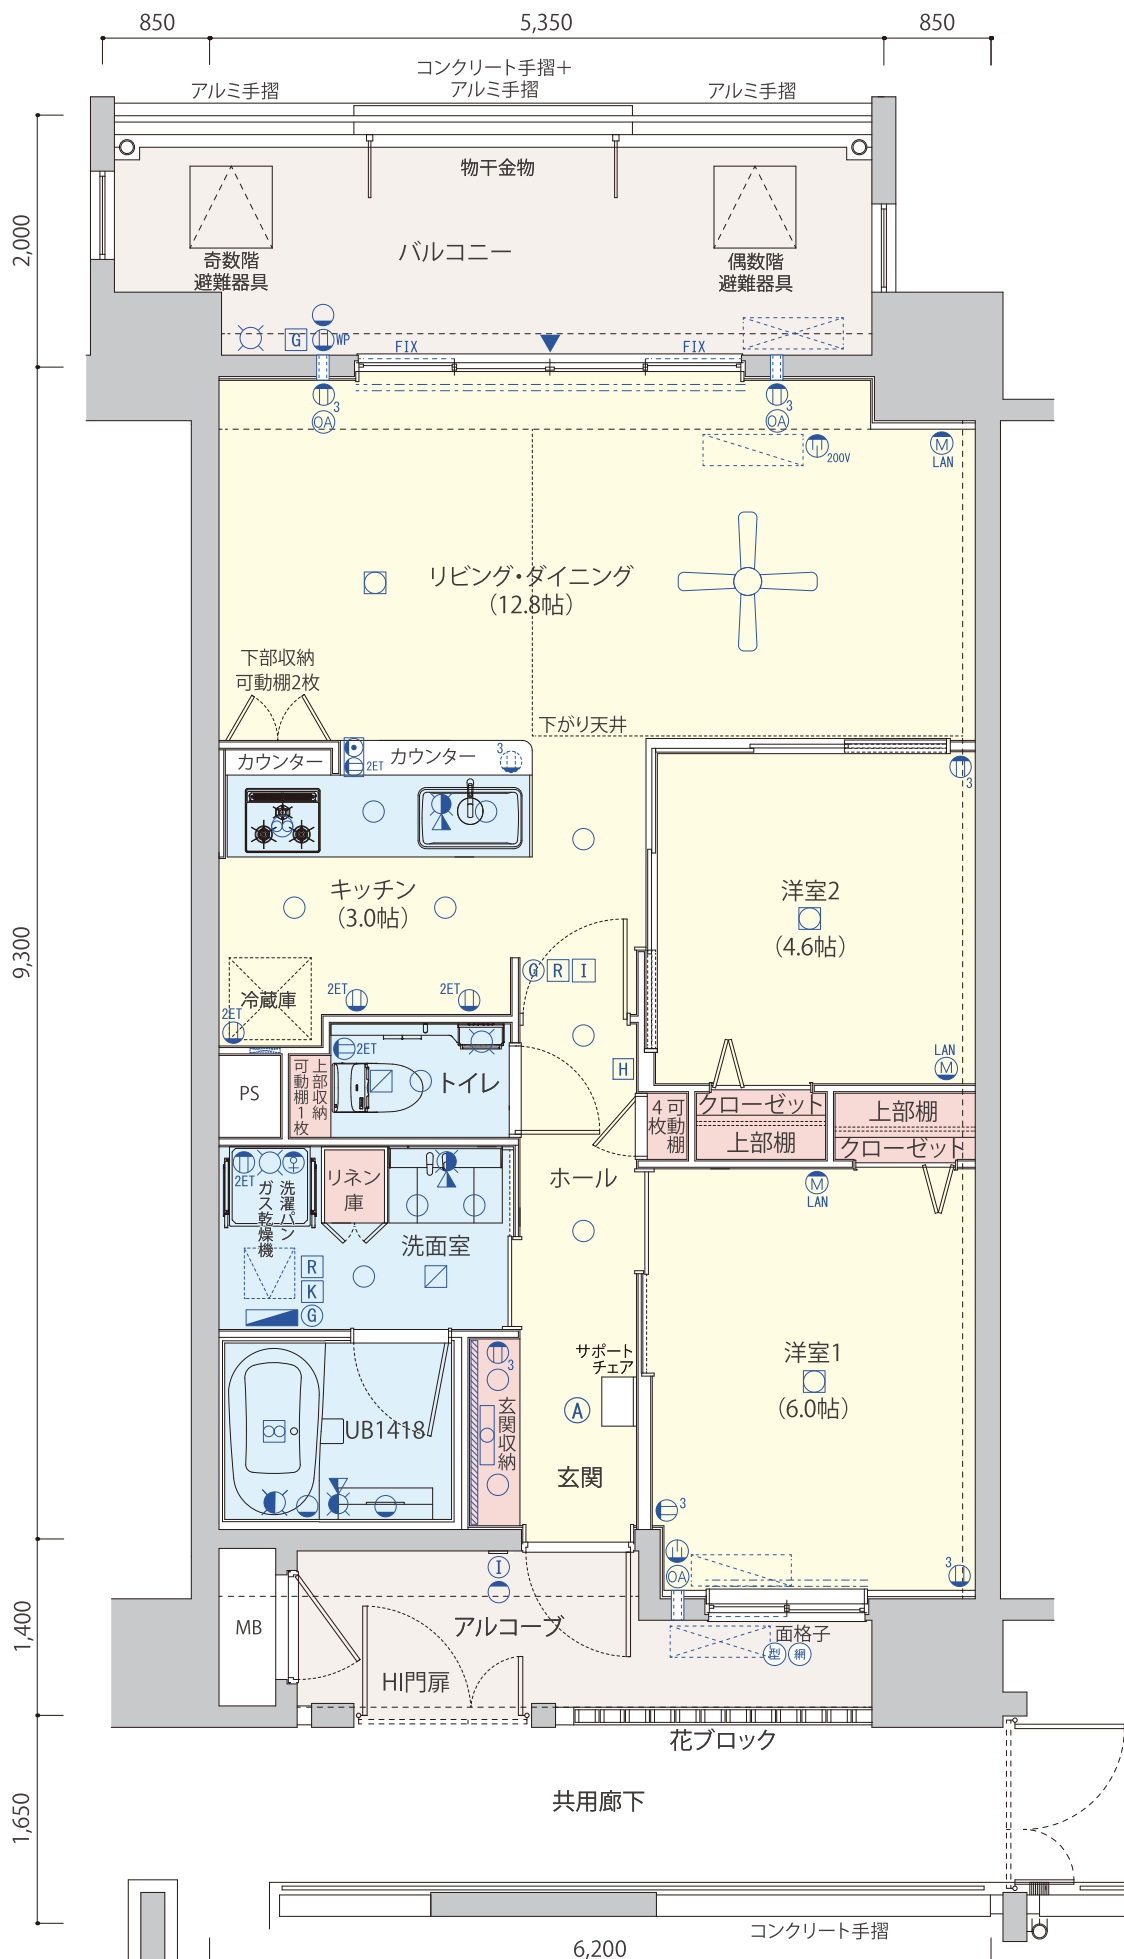 850
5,350
850
コンクリート手摺＋
アルミ手摺
アルミ手摺
アルミ手摺
物干金物
2,000
バルコニー
奇数階
避難器具
偶数階
避難器具
G
WP
FIX
FIX
3
OA
3
OA
200V
M
LAN
リビング・ダイニング
（12.8帖）
下部収納
可動棚2枚
下がり天井
カウンター
2ET
カウンター
3
3
キッチン
（3.0帖）
洋室2
（4.6帖）
9,300
G R I
冷蔵庫
2ET
2ET
2ET
2ET
トイレ
H
LAN
M
PS
上部収納
可動棚1枚
可動棚
4枚
クローゼット
上部棚
上部棚
クローゼット
ホール
2ET
洗濯パン
ガス乾燥機
リネン
庫
洗面室
M
LAN
R
K
G
サポート
チェア
洋室1
（6.0帖）
3
A
UB1418
玄関収納
玄関
3
OA
3
I
1,400
MB
アルコーブ
面格子
型 網
HI門扉
花ブロック
共用廊下
1,650
コンクリート手摺
6,200